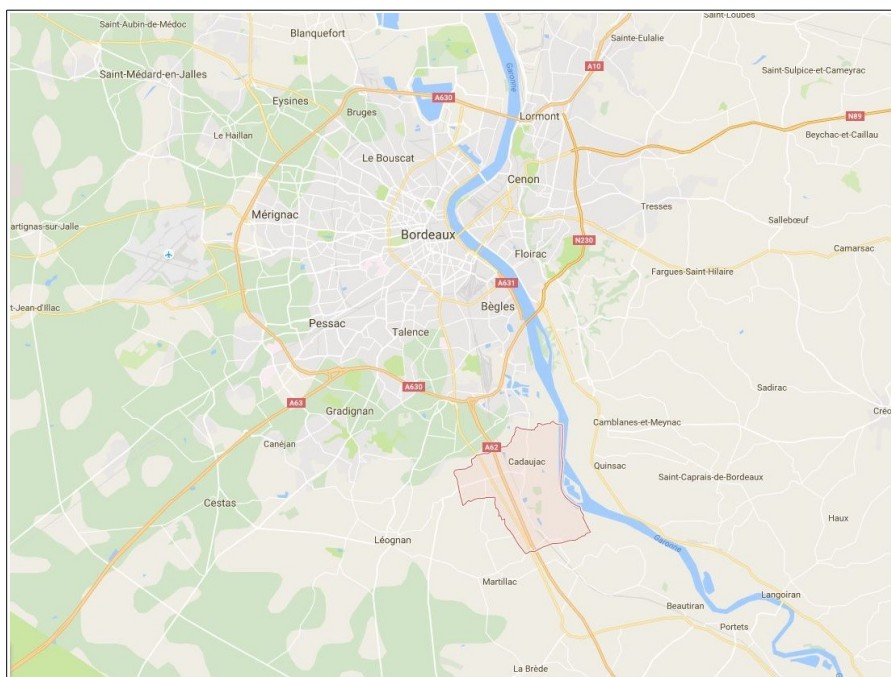 Saint-Loubès
Saint-Aubin-de-Médoc
Blanquefort
Sainte-Eulalie
Garonne
A10
Saint-Médard-en-Jalles
Saint-Sulpice-et-Cameyrac
Eysines
A630
Bruges
Lormont
N89
Le Haillan
Beychac-et-Caillau
Le Bouscat
Cenon
Tresses
Mérignac
Sallebœuf
artignas-sur-Jalle
Bordeaux
N230
Camarsac
Floirac
Fargues-Saint-Hilaire
A631
t-Jean-d'Illac
Bègles
Pessac
Talence
A630
Sadirac
A63
Gradignan
Créo
Camblanes-et-Meynac
Canéjan
A62
Cadaujac
Quinsac
Saint-Caprais-de-Bordeaux
Cestas
Haux
Léognan
Garonne
Martillac
Langoiran
Beautiran
Portets
La Brède